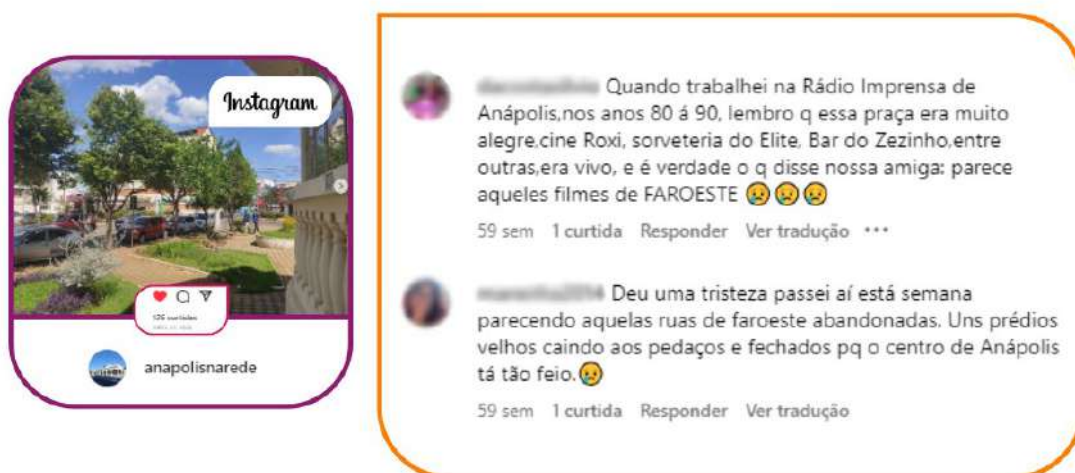 Instagram
curtidas
anapolisnarede
Quando trabalhei na Rádio Imprensa de
Anápolis,nos anos 80 á 90, lembro q essa praça era muito
alegre,cine Roxi, sorveteria do Elite, Bar do Zezinho,entre
outras,era vivo, e é verdade o q disse nossa amiga: parece
aqueles filmes de FAROESTE 😥😥😥
59 sem 1 curtida Responder Ver tradução •••
Deu uma tristeza passei aí está semana
parecendo aquelas ruas de faroeste abandonadas. Uns prédios
velhos caindo aos pedaços e fechados pq o centro de Anápolis
tá tão feio.😥
59 sem 1 curtida Responder Ver tradução